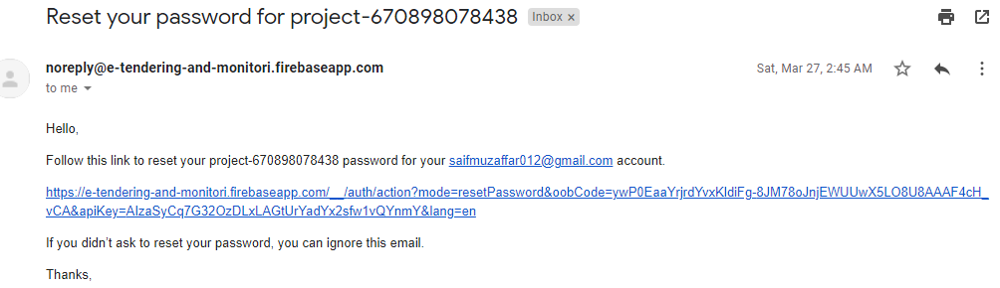 Reset your password for project-670898078438 Inbox ×
noreply@e-tendering-and-monitori.firebaseapp.com Sat, Mar 27, 2:45 AM
to me
Hello,
Follow this link to reset your project-670898078438 password for your saifmuzaffar012@gmail.com account.
https://e-tendering-and-monitori.firebaseapp.com/__/auth/action?mode=resetPassword&oobCode=ywP0EaaYrjrdYvxKldiFg-8JM78oJnjEWUUwX5LO8U8AAAF4cH_
vCA&apiKey=AIzaSyCq7G32OzDLxLAGtUrYadYx2sfw1vQYnmY&lang=en
If you didn't ask to reset your password, you can ignore this email.
Thanks,